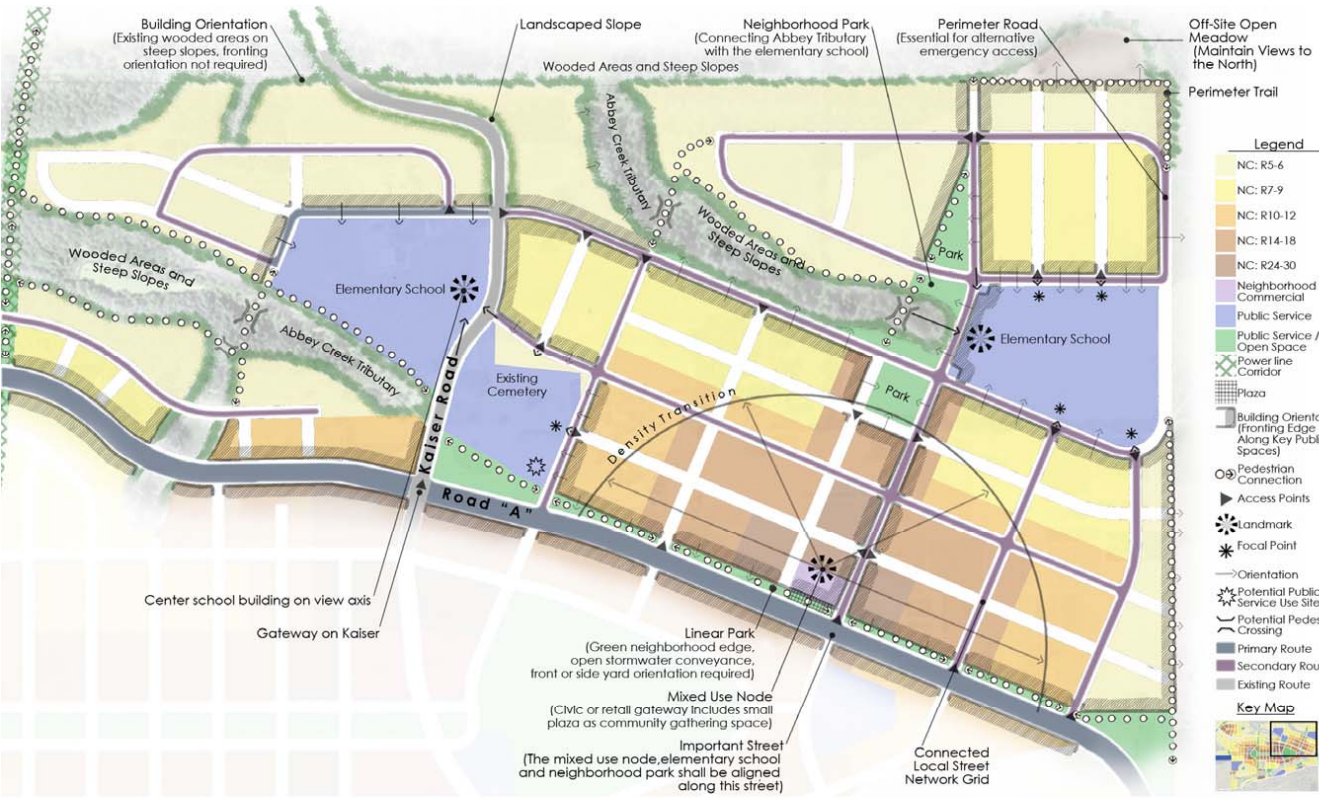 Building Orientation
(Existing wooded areas on
steep slopes, fronting
orientation not required)
Landscaped Slope
Neighborhood Park
(Connecting Abbey Tributary
with the elementary school)
Perimeter Road
(Essential for alternative
emergency access)
Off-Site Open
Meadow
(Maintain Views to
the North)
Perimeter Trail
Wooded Areas and Steep Slopes
Abbey Creek Tributary
Wooded Areas and
Steep Slopes
Park
Wooded Areas and
Steep Slopes
Elementary School
Abbey Creek Tributary
Elementary School
Existing
Cemetery
Kaiser Road
Park
Density Transition
Road "A"
Center school building on view axis
Gateway on Kaiser
Linear Park
(Green neighborhood edge,
open stormwater conveyance,
front or side yard orientation required)
Mixed Use Node
(Civic or retail gateway includes small
plaza as community gathering space)
Important Street
(The mixed use node,elementary school
and neighborhood park shall be aligned
along this street)
Connected
Local Street
Network Grid
Legend
NC: R5-6
NC: R7-9
NC: R10-12
NC: R14-18
NC: R24-30
Neighborhood
Commercial
Public Service
Public Service /
Open Space
Power line
Corridor
Plaza
Building Orienta
(Fronting Edge
Along Key Publi
Spaces)
Pedestrian
Connection
Access Points
Landmark
Focal Point
Orientation
Potential Public
Service Use Site
Potential Pedes
Crossing
Primary Route
Secondary Rou
Existing Route
Key Map